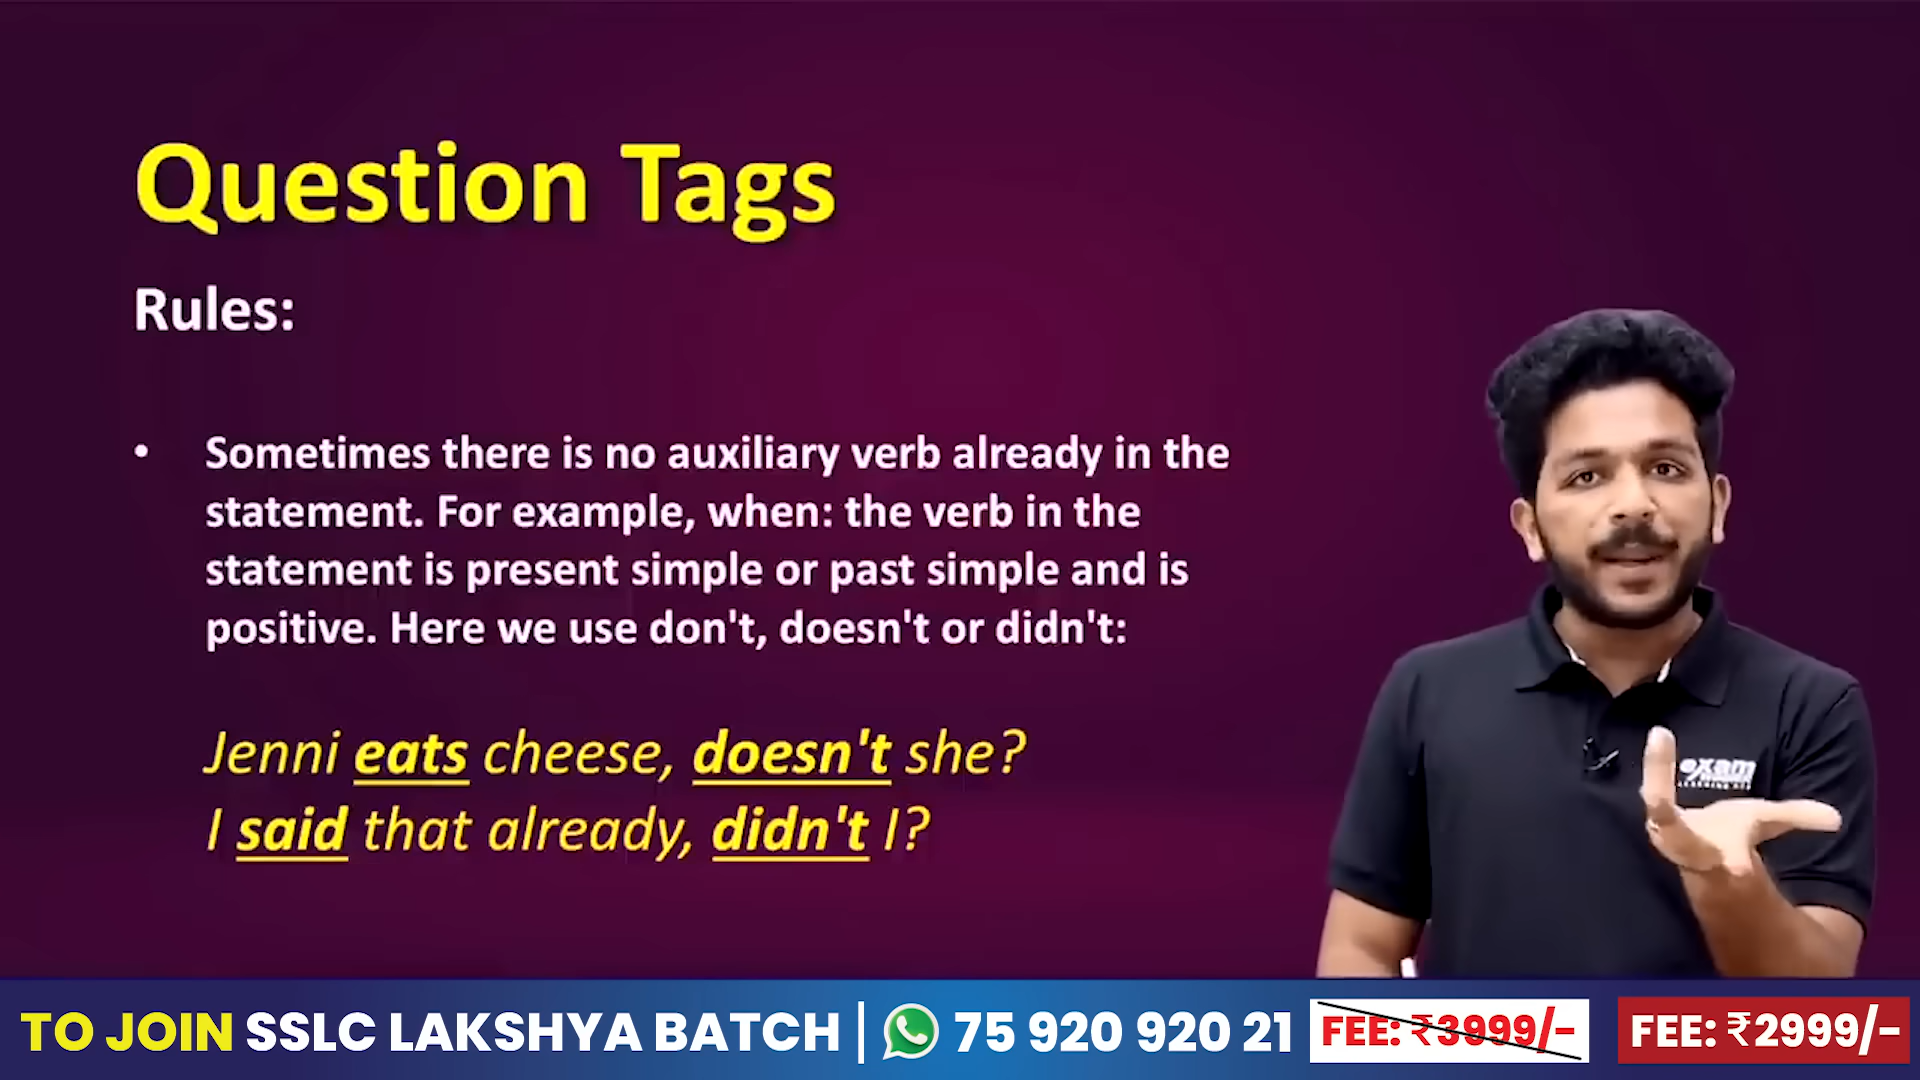 Question Tags
Rules:
• Sometimes there is no auxiliary verb already in the
statement. For example, when: the verb in the
statement is present simple or past simple and is
positive. Here we use don't, doesn't or didn't:
Jenni eats cheese, doesn't she?
I said that already, didn't I?
exam
TO JOIN SSLC LAKSHYA BATCH | 75 920 920 21 FEE: ₹3999/- FEE: ₹2999/-